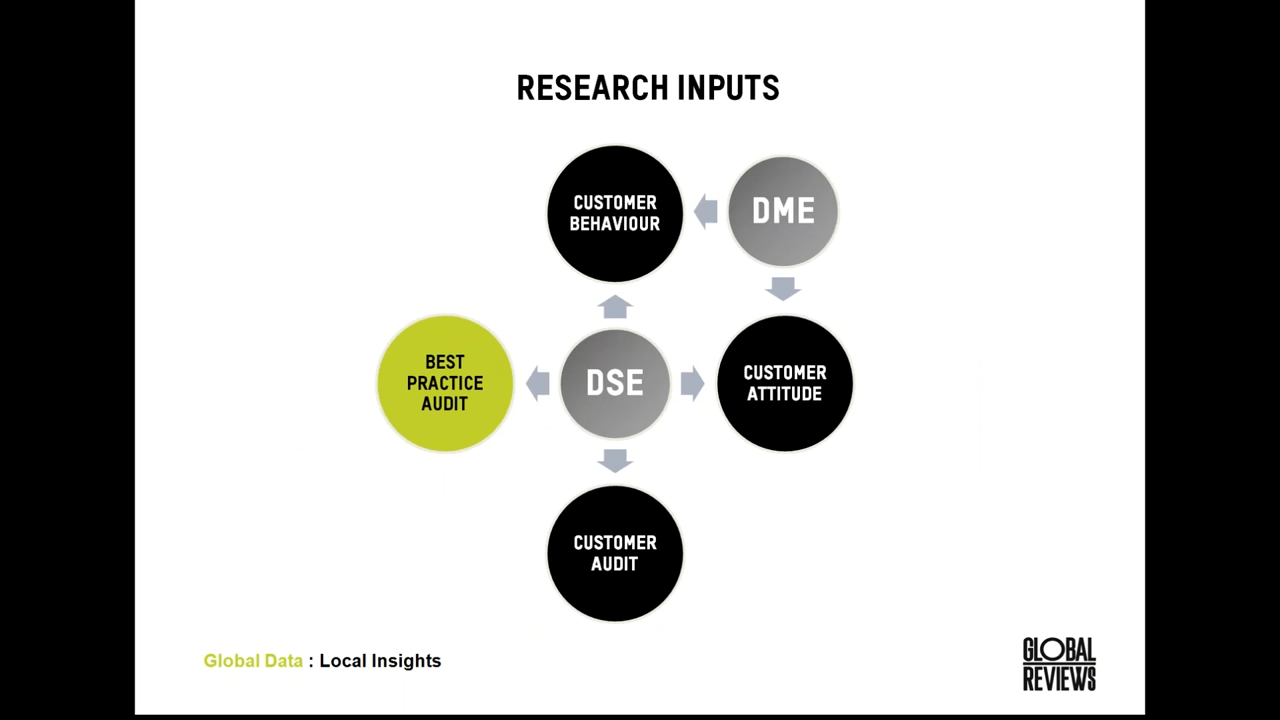 RESEARCH INPUTS
CUSTOMER
BEHAVIOUR
DME
BEST
PRACTICE
AUDIT
DSE
CUSTOMER
ATTITUDE
CUSTOMER
AUDIT
Global Data : Local Insights
GLOBAL
REVIEWS